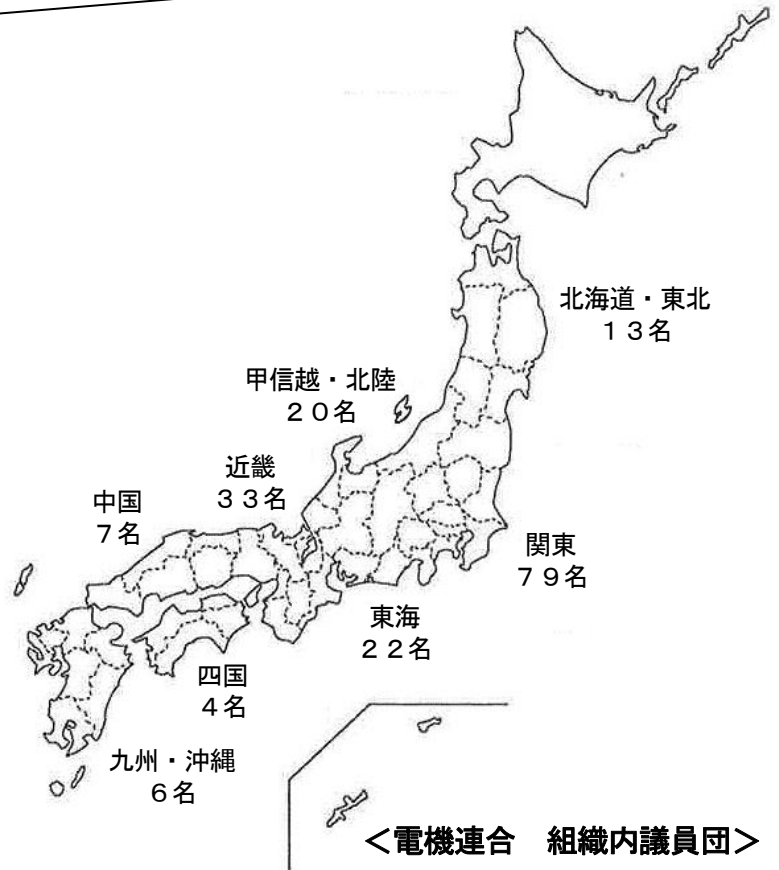 北海道・東北
１３名
甲信越・北陸
２０名
近畿
３３名
中国
７名
関東
７９名
東海
２２名
四国
４名
九州・沖縄
６名
＜電機連合　組織内議員団＞